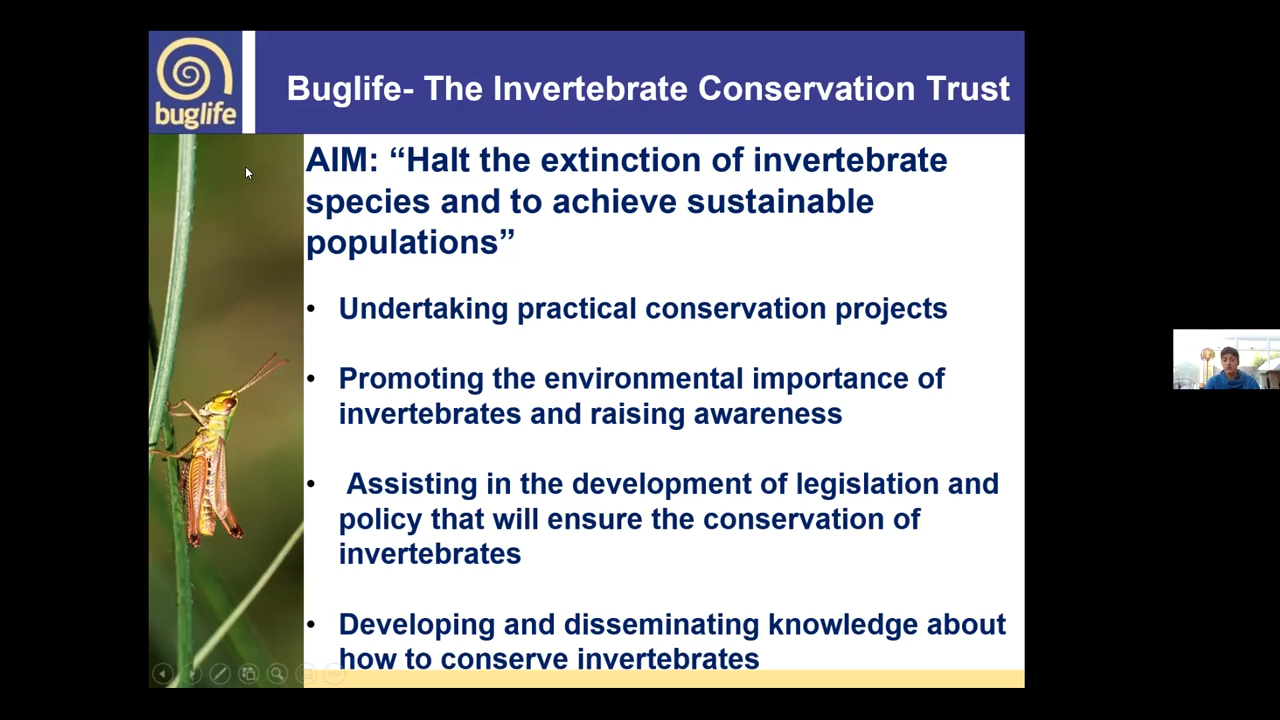 buglife
Buglife- The Invertebrate Conservation Trust
AIM: “Halt the extinction of invertebrate
species and to achieve sustainable
populations”
• Undertaking practical conservation projects
• Promoting the environmental importance of
invertebrates and raising awareness
• Assisting in the development of legislation and
policy that will ensure the conservation of
invertebrates
• Developing and disseminating knowledge about
how to conserve invertebrates